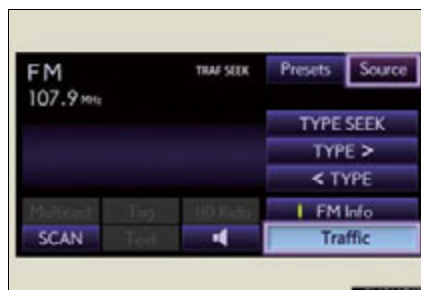 FM TRAF SEEK Presets Source
107.9 MHz
TYPE SEEK
TYPE >
< TYPE
Multicast Tag HD Radio FM Info
SCAN Text Traffic